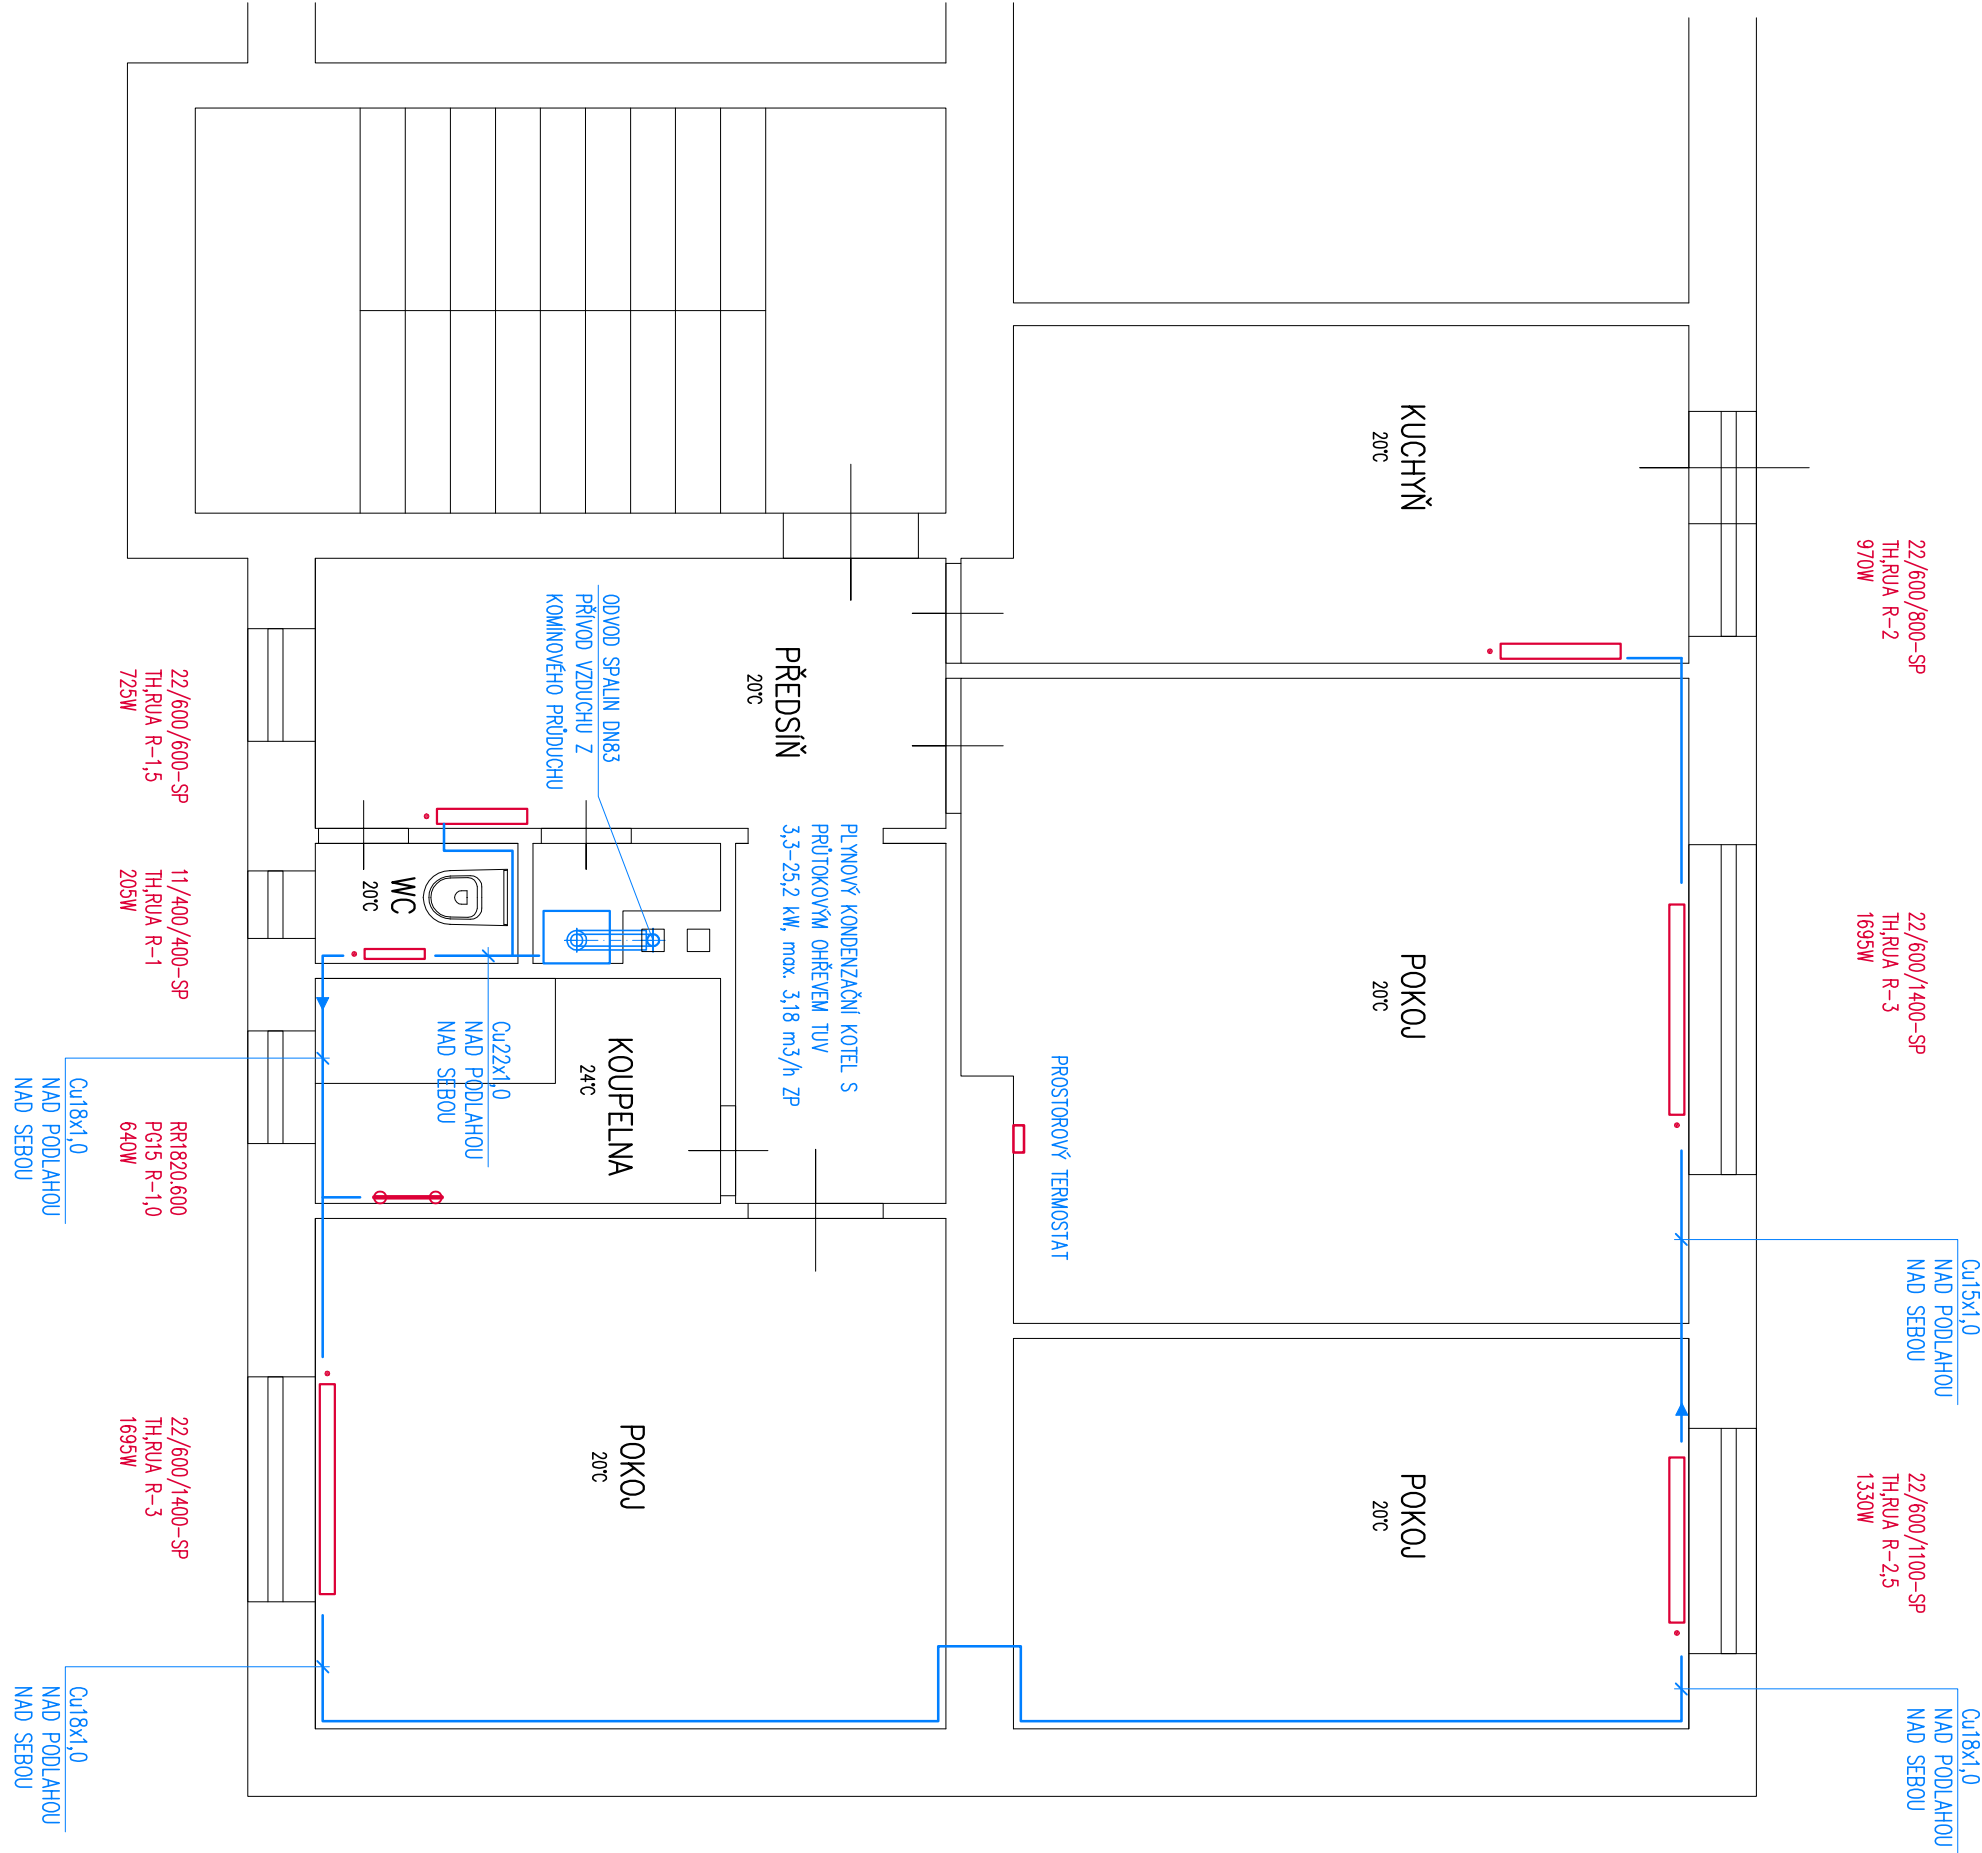 22/600/800-SP
TH,RUA R-2
970W
22/600/1400-SP
TH,RUA R-3
1695W
Cu15x1,0
NAD PODLAHOU
NAD SEBOU
22/600/1100-SP
TH,RUA R-2,5
1330W
Cu18x1,0
NAD PODLAHOU
NAD SEBOU
KUCHYŇ
20°C
POKOJ
20°C
POKOJ
20°C
PROSTOROVÝ TERMOSTAT
PŘEDSÍŇ
20°C
PLYNOVÝ KONDENZAČNÍ KOTEL S
PRŮTOKOVÝM OHŘEVEM TUV
3,3-25,2 kW, max. 3,18 m3/h ZP
ODVOD SPALIN DN83
PŘÍVOD VZDUCHU Z
KOMÍNOVÉHO PRŮDUCHU
KOUPELNA
24°C
POKOJ
20°C
Cu22x1,0
NAD PODLAHOU
NAD SEBOU
WC
20°C
22/600/600-SP
TH,RUA R-1,5
725W
11/400/400-SP
TH,RUA R-1
205W
RR1820.600
PG15 R-1,0
640W
22/600/1400-SP
TH,RUA R-3
1695W
Cu18x1,0
NAD PODLAHOU
NAD SEBOU
Cu18x1,0
NAD PODLAHOU
NAD SEBOU